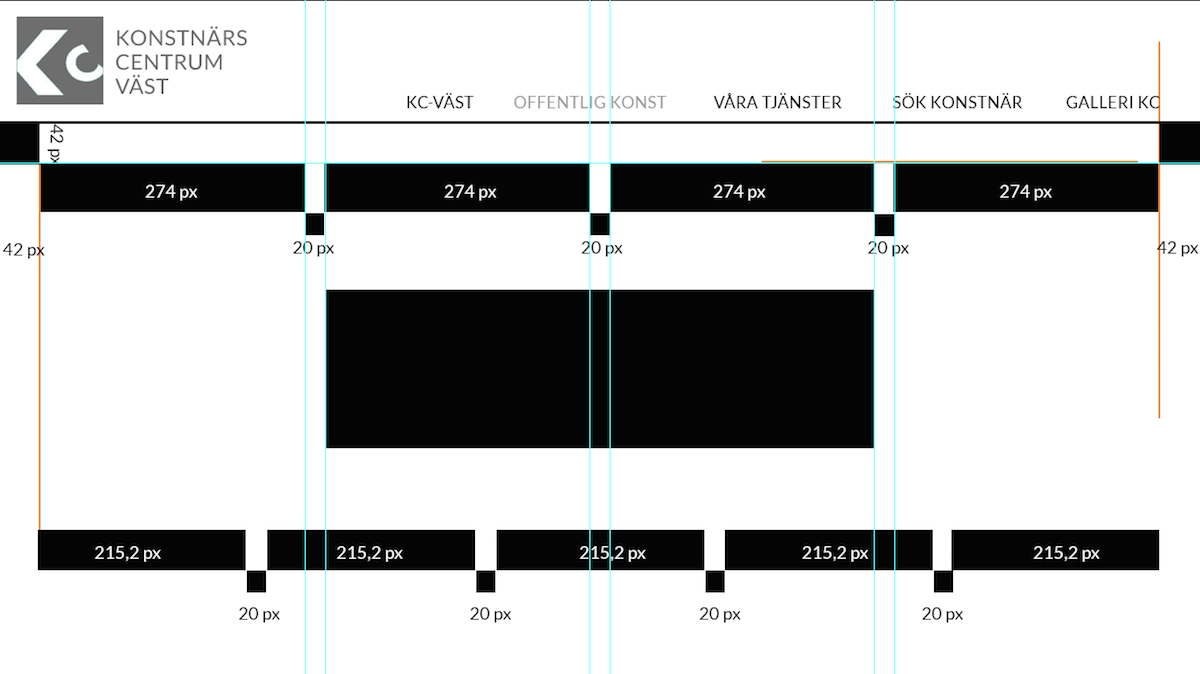 KONSTNÄRS
CENTRUM
VÄST
KC-VÄST OFFENTLIG KONST VÅRA TJÄNSTER SÖK KONSTNÄR GALLERI KC
42 px
274 px 274 px 274 px 274 px
42 px 20 px 20 px 20 px 42 px
215,2 px 215,2 px 215,2 px 215,2 px 215,2 px
20 px 20 px 20 px 20 px